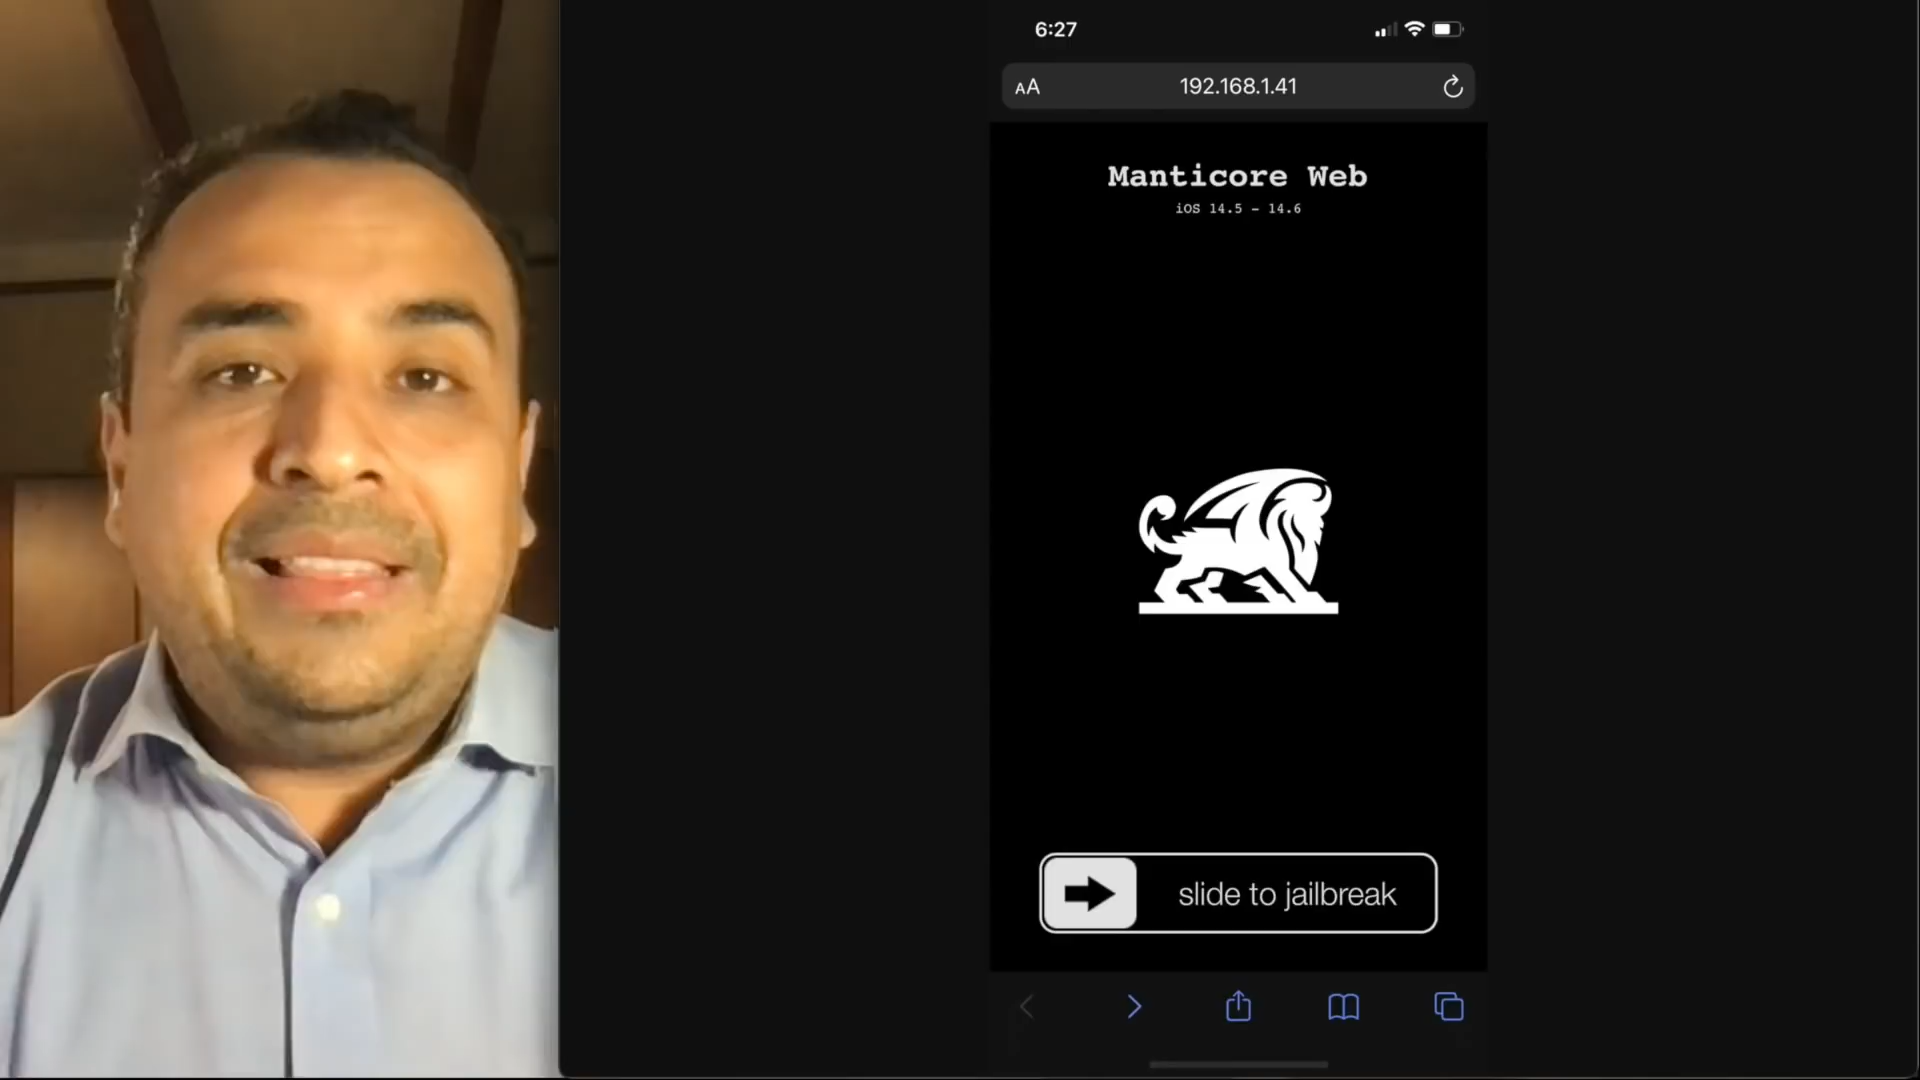 6:27
AA
192.168.1.41
Manticore Web
iOS 14.5 - 14.6
slide to jailbreak